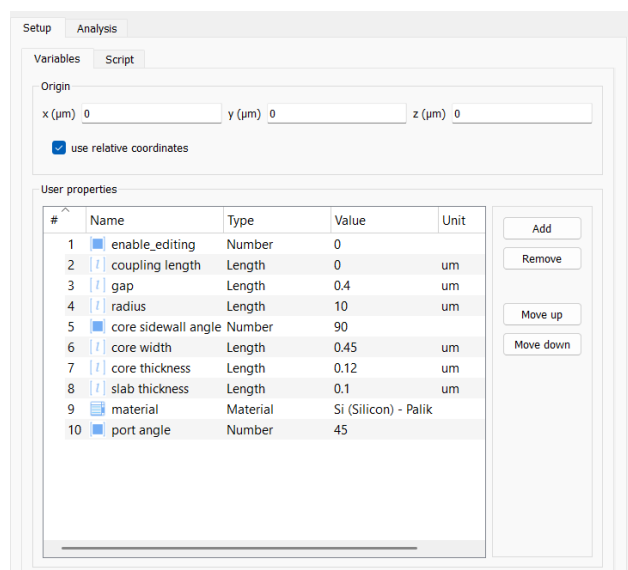 Setup Analysis
Variables Script
Origin
x (μm) 0 y (μm) 0 z (μm) 0
use relative coordinates
User properties
# Name Type Value Unit
1 enable_editing Number 0
2 coupling length Length 0 um
3 gap Length 0.4 um
4 radius Length 10 um
5 core sidewall angle Number 90
6 core width Length 0.45 um
7 core thickness Length 0.12 um
8 slab thickness Length 0.1 um
9 material Material Si (Silicon) - Palik
10 port angle Number 45
Add
Remove
Move up
Move down